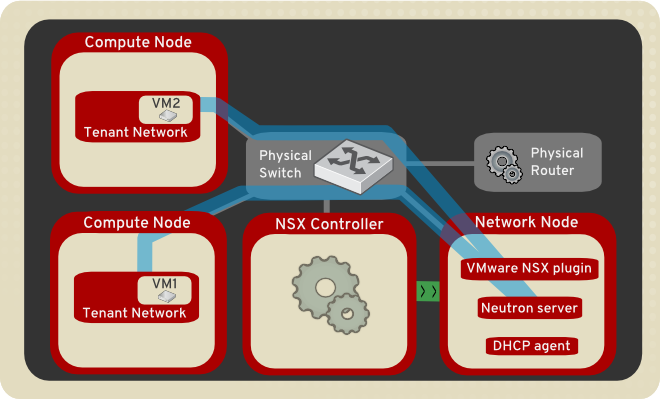 Compute Node
VM2
Tenant Network
Physical
Switch
Physical
Router
Compute Node
VM1
Tenant Network
NSX Controller
Network Node
VMware NSX plugin
Neutron server
DHCP agent